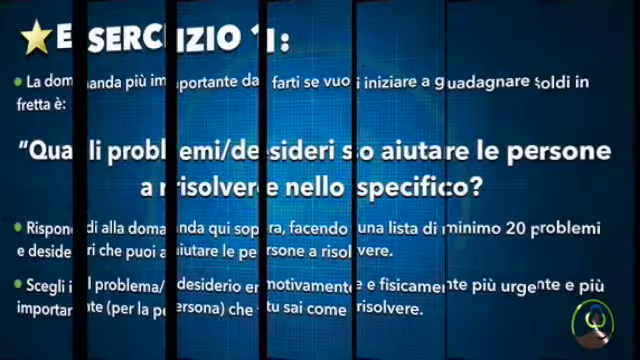 ESERCIZIO 1:
La domanda più importante da farti se vuoi iniziare a guadagnare soldi in
fretta è:
“Quali problemi/desideri so aiutare le persone
a risolvere nello specifico?
Rispondi alla domanda qui sopra, facendo una lista di minimo 20 problemi
e desideri che puoi aiutare le persone a risolvere.
Scegli il problema/desiderio emotivamente e fisicamente più urgente e più
importante (per la persona) che tu sai come risolvere.